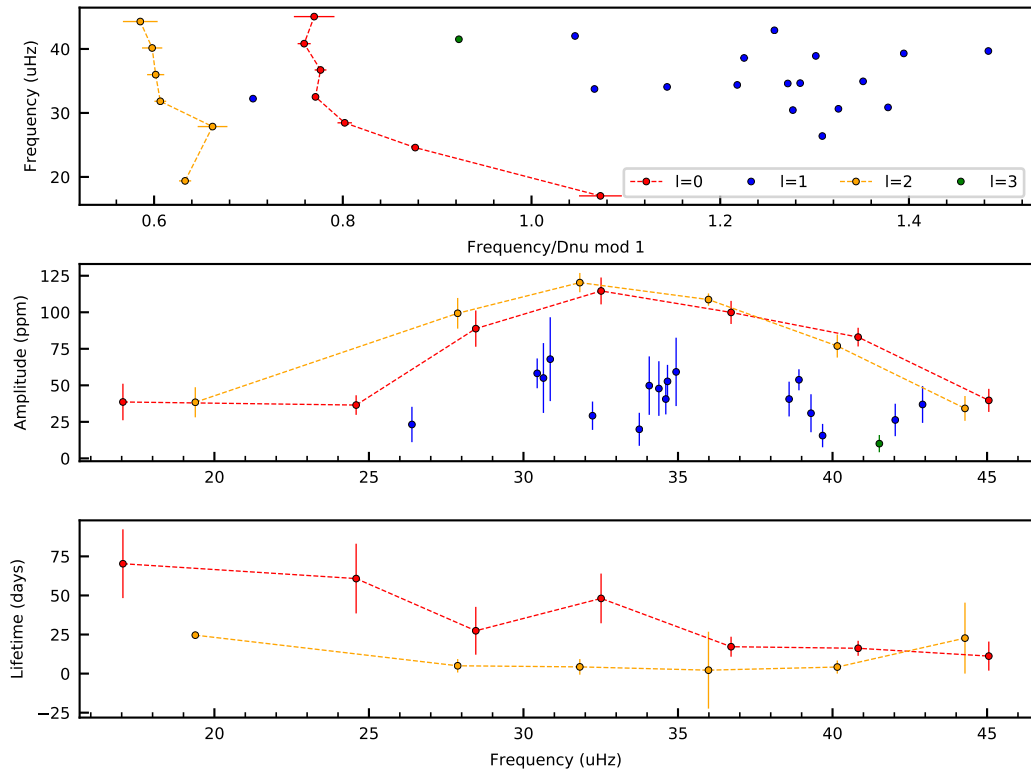 Frequency (uHz)
40
30
20
l=0 l=1 l=2 l=3
0.6 0.8 1.0 1.2 1.4
Frequency/Dnu mod 1
Amplitude (ppm)
125
100
75
50
25
0
20 25 30 35 40 45
Lifetime (days)
75
50
25
0
−25
20 25 30 35 40 45
Frequency (uHz)